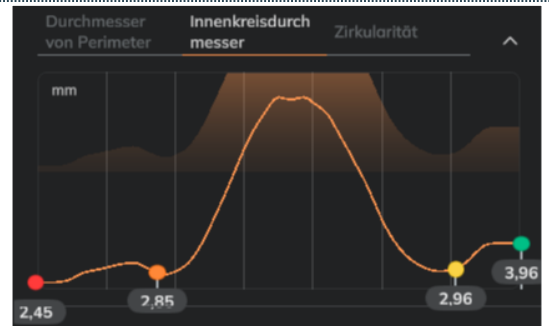 Durchmesser
von Perimeter
Innenkreisdurch
messer
Zirkularität
mm
2,45
2,85
2,96
3,96